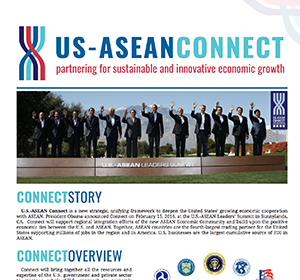 US-ASEANCONNECT
partnering for sustainable and innovative economic growth
U.S.-ASEAN LEADERS SUMMIT
CONNECTSTORY
U.S.-ASEAN Connect is a new strategic, unifying framework to deepen the United States' growing economic cooperation
with ASEAN. President Obama announced Connect on February 15, 2016, at the U.S.-ASEAN Leaders' Summit in Sunnylands,
CA. Connect will support regional integration efforts of the new ASEAN Economic Community and build upon the positive
economic ties between the U.S. and ASEAN. Together, ASEAN countries are the fourth-largest trading partner for the United
States supporting millions of jobs in the region and in America. U.S. businesses are the largest cumulative source of FDI in
ASEAN.
CONNECTOVERVIEW
Connect will bring together all the resources and
expertise of the U.S. government and private sector